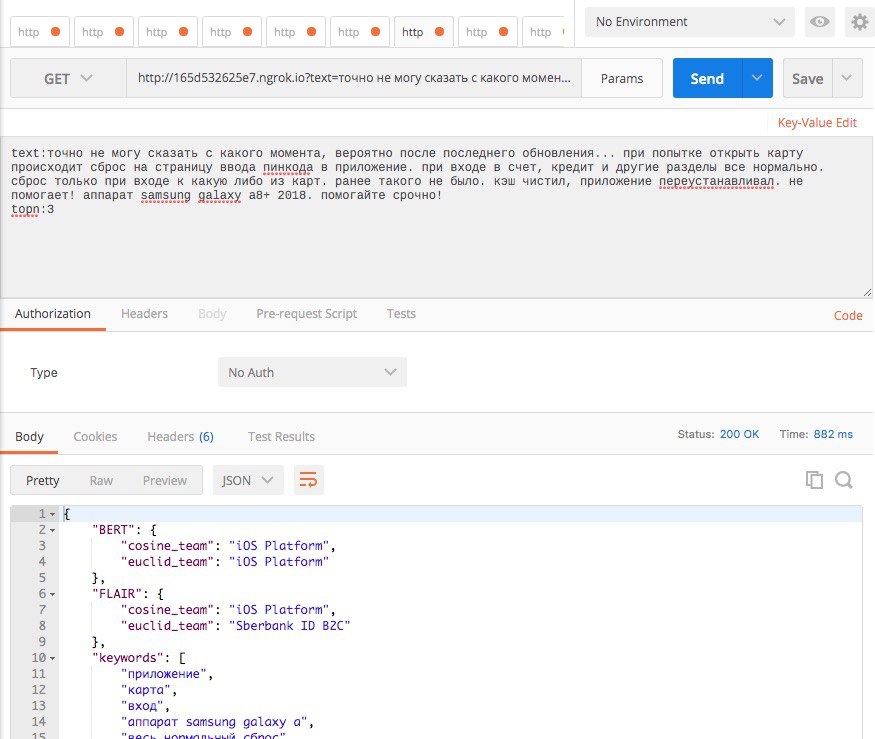 http http http http http http http http http No Environment
GET http://165d532625e7.ngrok.io?text=точно не могу сказать с какого момен... Params Send Save
Key-Value Edit
text:точно не могу сказать с какого момента, вероятно после последнего обновления... при попытке открыть карту
происходит сброс на страницу ввода пинкода в приложение. при входе в счет, кредит и другие разделы все нормально.
сброс только при входе к какую либо из карт. ранее такого не было. кэш чистил, приложение переустанавливал. не
помогает! аппарат samsung galaxy a8+ 2018. помогайте срочно!
topn:3
Authorization Headers Body Pre-request Script Tests Code
Type No Auth
Body Cookies Headers (6) Test Results Status: 200 OK Time: 882 ms
Pretty Raw Preview JSON
1 {
2 "BERT": {
3 "cosine_team": "iOS Platform",
4 "euclid_team": "iOS Platform"
5 },
6 "FLAIR": {
7 "cosine_team": "iOS Platform",
8 "euclid_team": "Sberbank ID B2C"
9 },
10 "keywords": [
11 "приложение",
12 "карта",
13 "вход",
14 "аппарат samsung galaxy a",
15 "весь нормальный сброс",